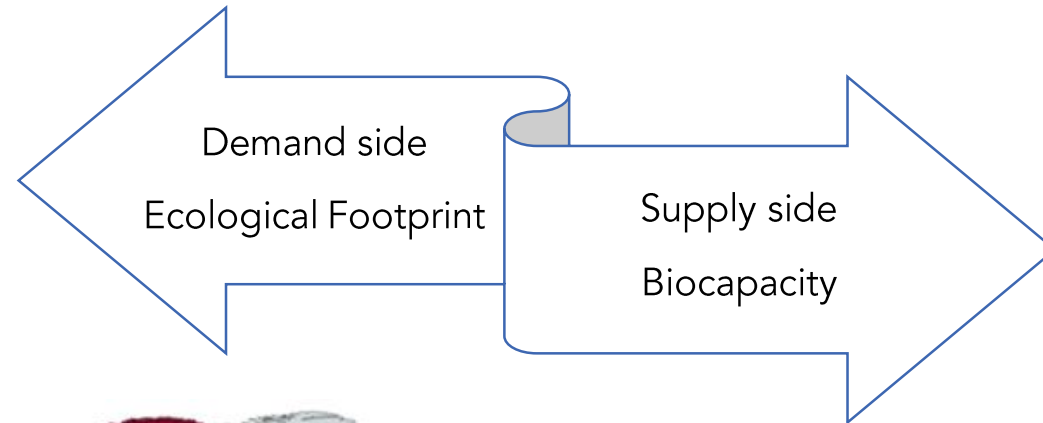 Demand side
Ecological Footprint
Supply side
Biocapacity